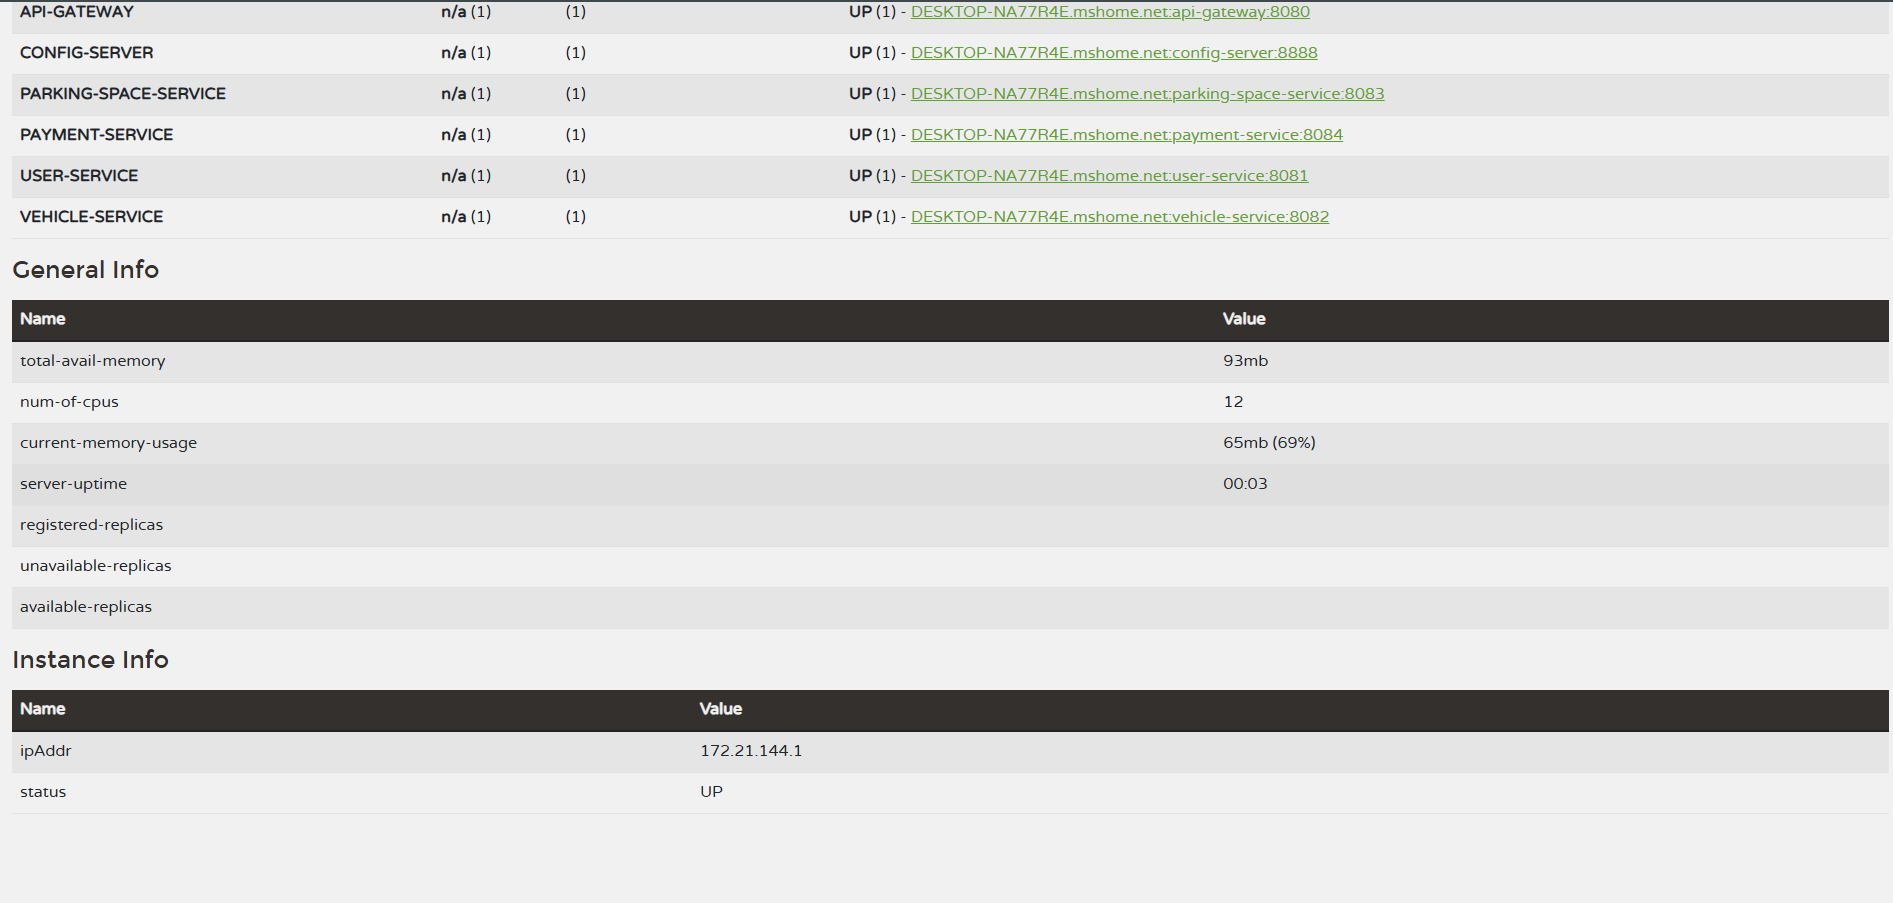 API-GATEWAY n/a (1) (1) UP (1) - DESKTOP-NA77R4E.mshome.net:api-gateway:8080
CONFIG-SERVER n/a (1) (1) UP (1) - DESKTOP-NA77R4E.mshome.net:config-server:8888
PARKING-SPACE-SERVICE n/a (1) (1) UP (1) - DESKTOP-NA77R4E.mshome.net:parking-space-service:8083
PAYMENT-SERVICE n/a (1) (1) UP (1) - DESKTOP-NA77R4E.mshome.net:payment-service:8084
USER-SERVICE n/a (1) (1) UP (1) - DESKTOP-NA77R4E.mshome.net:user-service:8081
VEHICLE-SERVICE n/a (1) (1) UP (1) - DESKTOP-NA77R4E.mshome.net:vehicle-service:8082
General Info
Name Value
total-avail-memory 93mb
num-of-cpus 12
current-memory-usage 65mb (69%)
server-uptime 00:03
registered-replicas
unavailable-replicas
available-replicas
Instance Info
Name Value
ipAddr 172.21.144.1
status UP